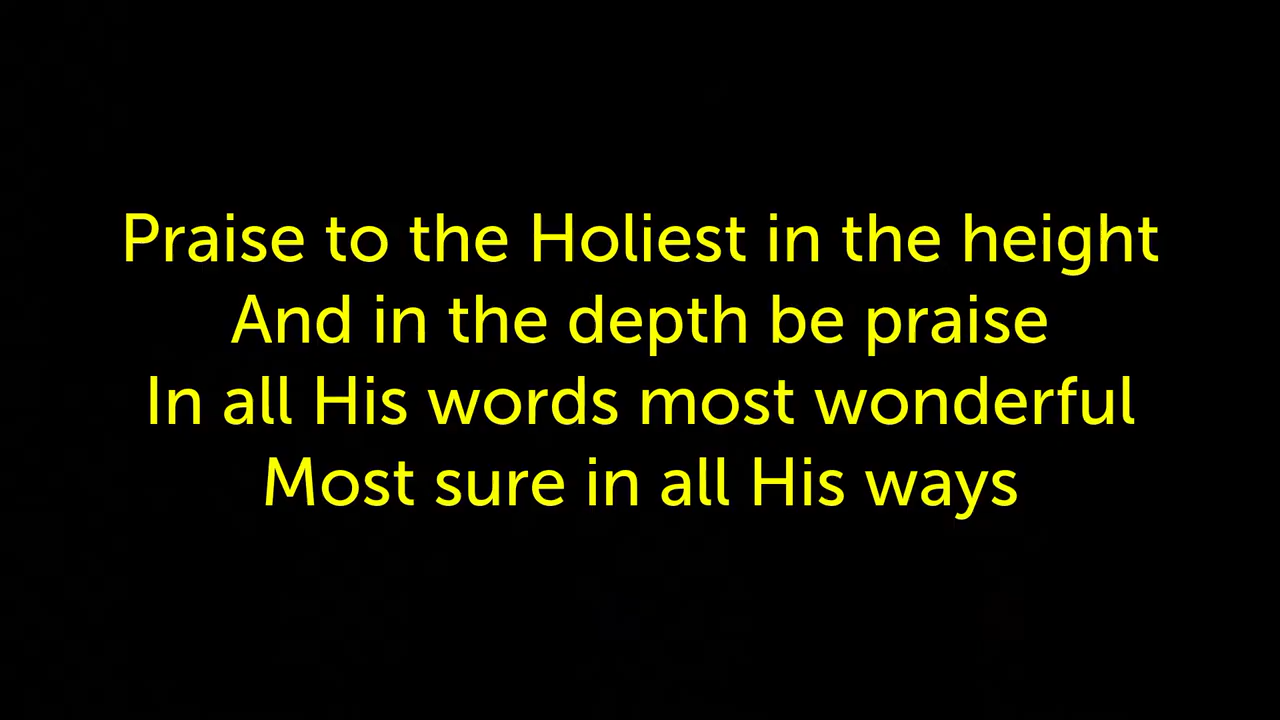 Praise to the Holiest in the height
And in the depth be praise
In all His words most wonderful
Most sure in all His ways